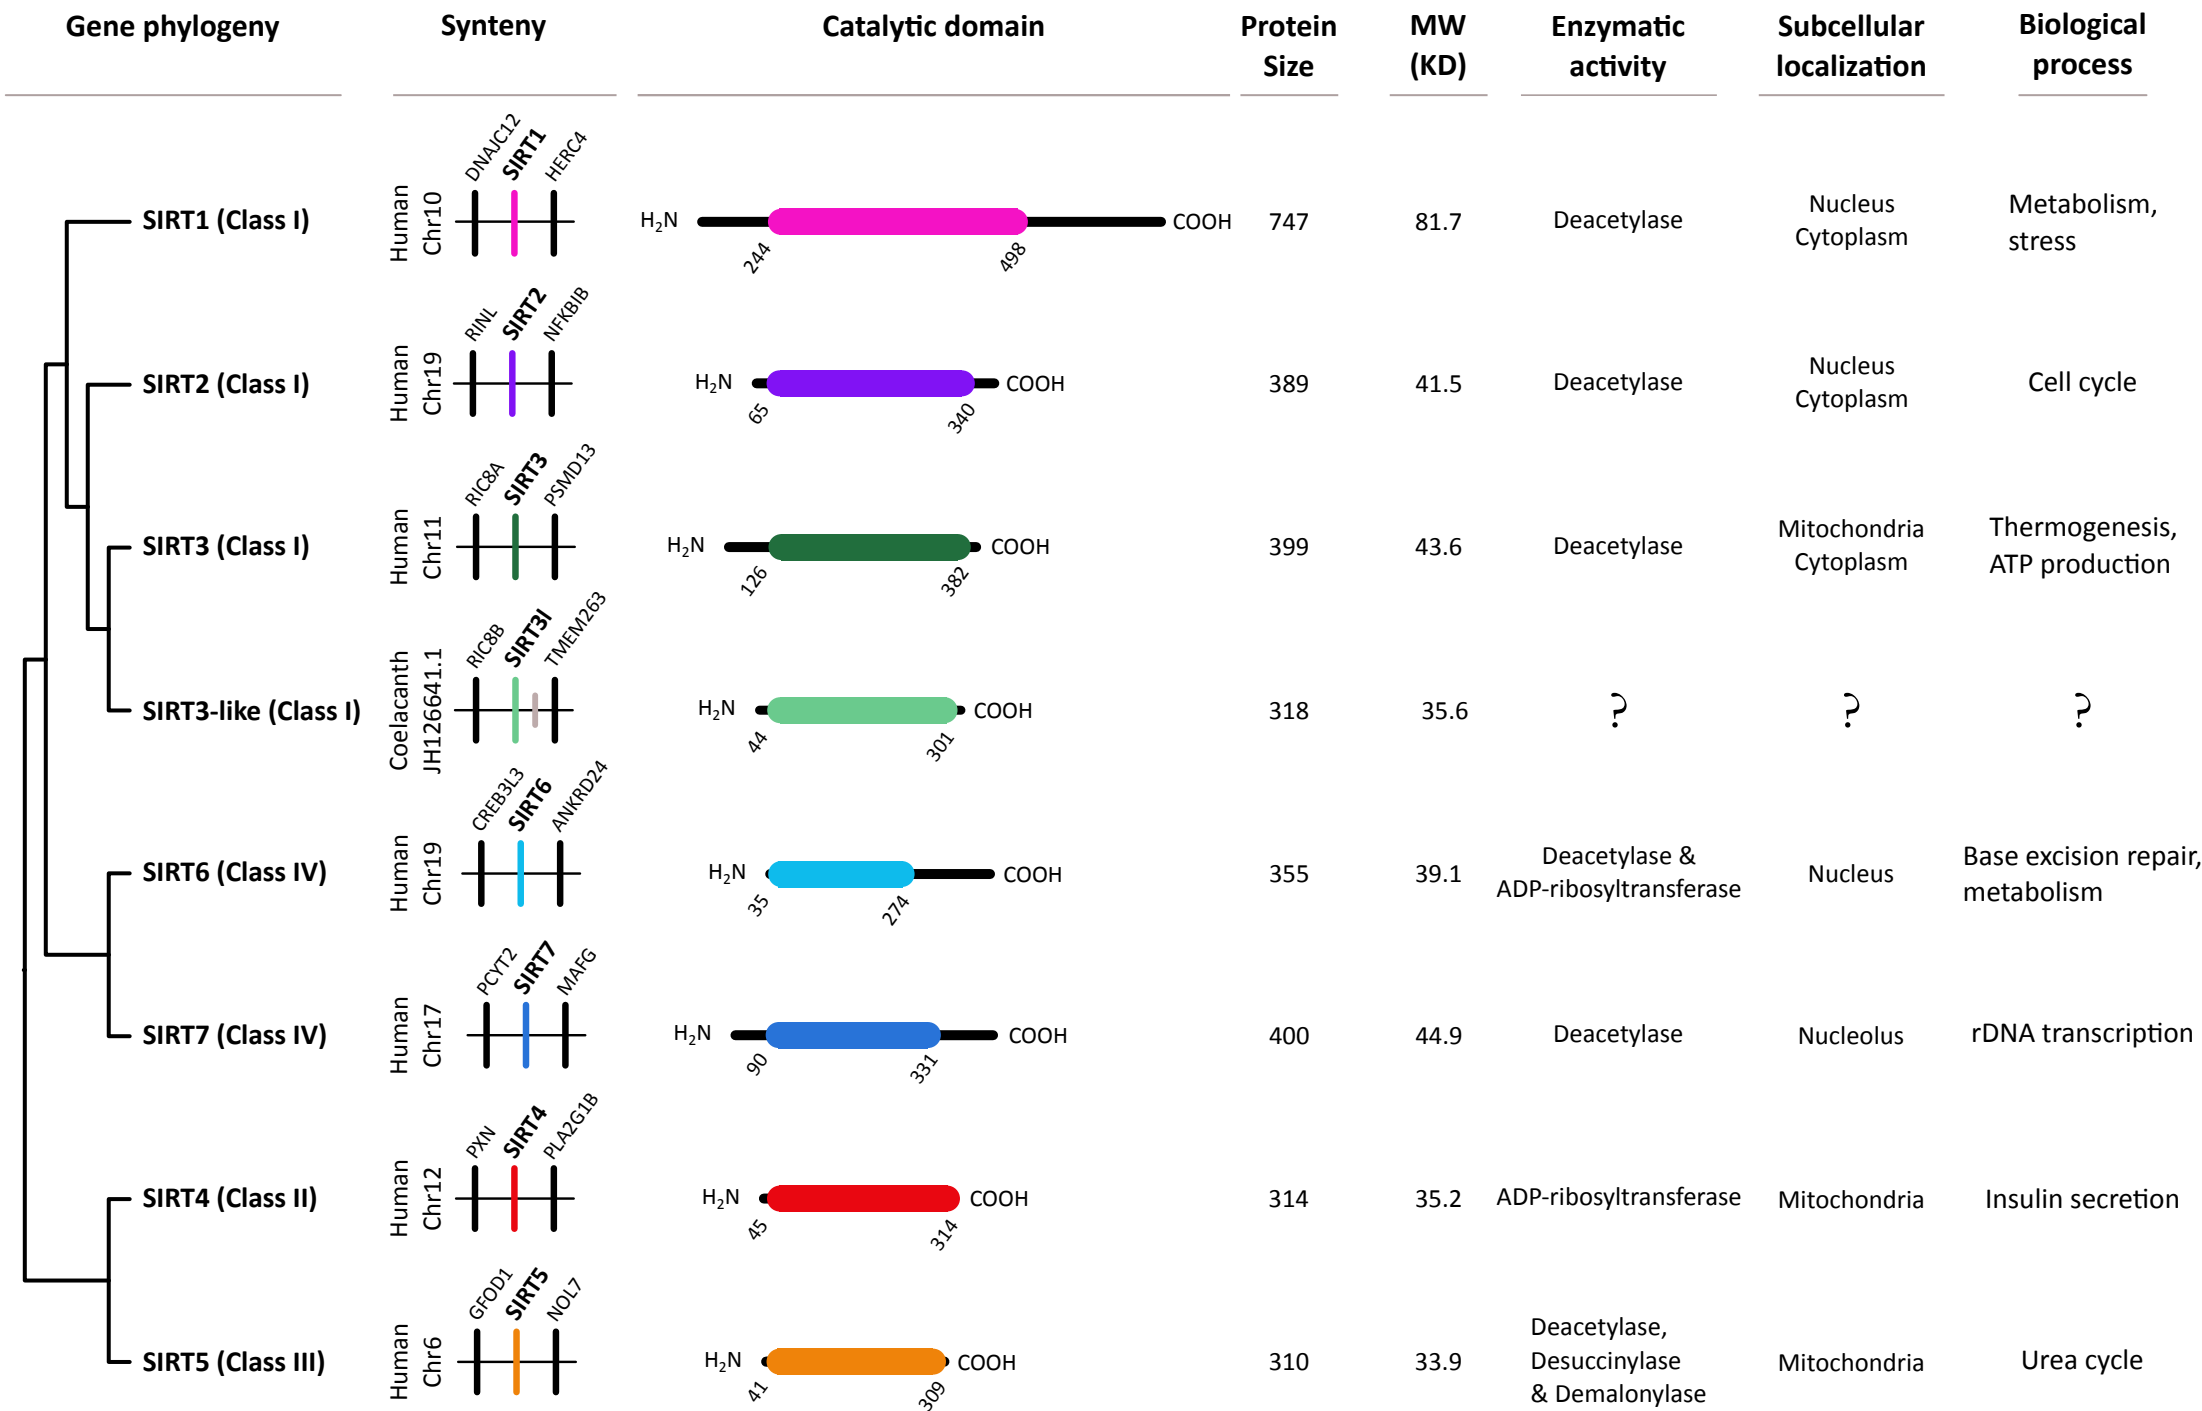 Gene phylogeny
Synteny
Catalytic domain
Protein
Size
MW
(KD)
Enzymatic
activity
Subcellular
localization
Biological
process
SIRT1 (Class I)
Human
Chr10
DNAJC12
SIRT1
HERC4
H2N
COOH
244
498
747
81.7
Deacetylase
Nucleus
Cytoplasm
Metabolism,
stress
SIRT2 (Class I)
Human
Chr19
RINL
SIRT2
NFKBIB
H2N
COOH
65
340
389
41.5
Deacetylase
Nucleus
Cytoplasm
Cell cycle
SIRT3 (Class I)
Human
Chr11
RIC8A
SIRT3
PSMD13
H2N
COOH
126
382
399
43.6
Deacetylase
Mitochondria
Cytoplasm
Thermogenesis,
ATP production
SIRT3-like (Class I)
Coelacanth
JH126641.1
RIC8B
SIRT3l
TMEM263
H2N
COOH
44
301
318
35.6
?
?
?
SIRT6 (Class IV)
Human
Chr19
CREB3L3
SIRT6
ANKRD24
H2N
COOH
35
274
355
39.1
Deacetylase &
ADP-ribosyltransferase
Nucleus
Base excision repair,
metabolism
SIRT7 (Class IV)
Human
Chr17
PCYT2
SIRT7
MAFG
H2N
COOH
90
331
400
44.9
Deacetylase
Nucleolus
rDNA transcription
SIRT4 (Class II)
Human
Chr12
PXN
SIRT4
PLA2G1B
H2N
COOH
45
314
314
35.2
ADP-ribosyltransferase
Mitochondria
Insulin secretion
SIRT5 (Class III)
Human
Chr6
GFOD1
SIRT5
NOL7
H2N
COOH
41
309
310
33.9
Deacetylase,
Desuccinylase
& Demalonylase
Mitochondria
Urea cycle